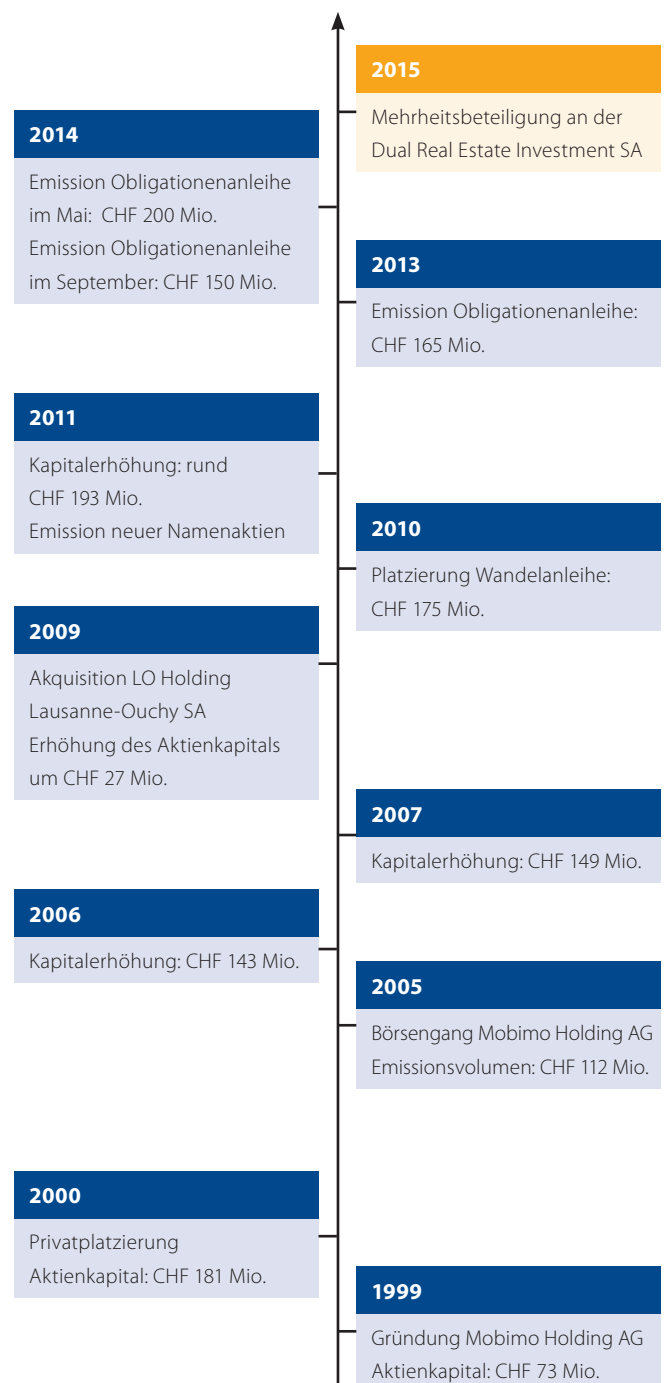 2015
Mehrheitsbeteiligung an der
Dual Real Estate Investment SA
2014
Emission Obligationenanleihe
im Mai: CHF 200 Mio.
Emission Obligationenanleihe
im September: CHF 150 Mio.
2013
Emission Obligationenanleihe:
CHF 165 Mio.
2011
Kapitalerhöhung: rund
CHF 193 Mio.
Emission neuer Namenaktien
2010
Platzierung Wandelanleihe:
CHF 175 Mio.
2009
Akquisition LO Holding
Lausanne-Ouchy SA
Erhöhung des Aktienkapitals
um CHF 27 Mio.
2007
Kapitalerhöhung: CHF 149 Mio.
2006
Kapitalerhöhung: CHF 143 Mio.
2005
Börsengang Mobimo Holding AG
Emissionsvolumen: CHF 112 Mio.
2000
Privatplatzierung
Aktienkapital: CHF 181 Mio.
1999
Gründung Mobimo Holding AG
Aktienkapital: CHF 73 Mio.